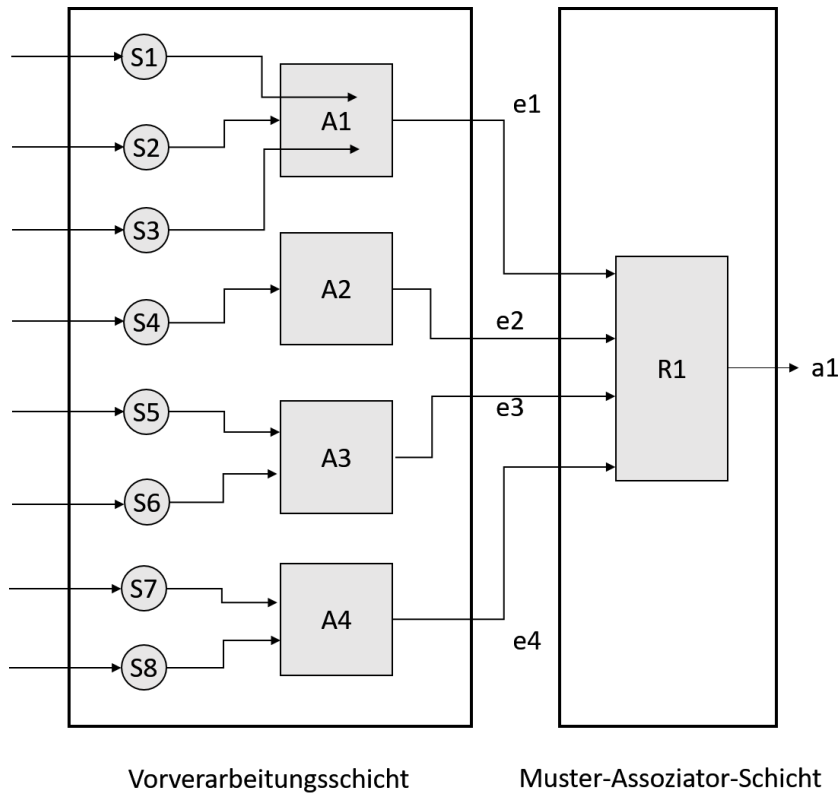 S1
S2
S3
S4
S5
S6
S7
S8
A1
A2
A3
A4
e1
e2
e3
e4
R1
a1
Vorverarbeitungsschicht
Muster-Assoziator-Schicht